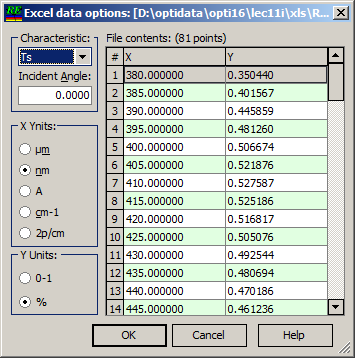 RE Excel data options: [D:\optidata\opti16\lec11i\xls\R...
Characteristic:
Ts
Incident Angle:
0.0000
X Ynits:
µm
nm
A
cm-1
2p/cm
Y Units:
0-1
%
File contents: (81 points)
# X Y
1 380.000000 0.350440
2 385.000000 0.401567
3 390.000000 0.445859
4 395.000000 0.481260
5 400.000000 0.506674
6 405.000000 0.521876
7 410.000000 0.527587
8 415.000000 0.525186
9 420.000000 0.516817
10 425.000000 0.505076
11 430.000000 0.492544
12 435.000000 0.480694
13 440.000000 0.470186
14 445.000000 0.461236
OK Cancel Help